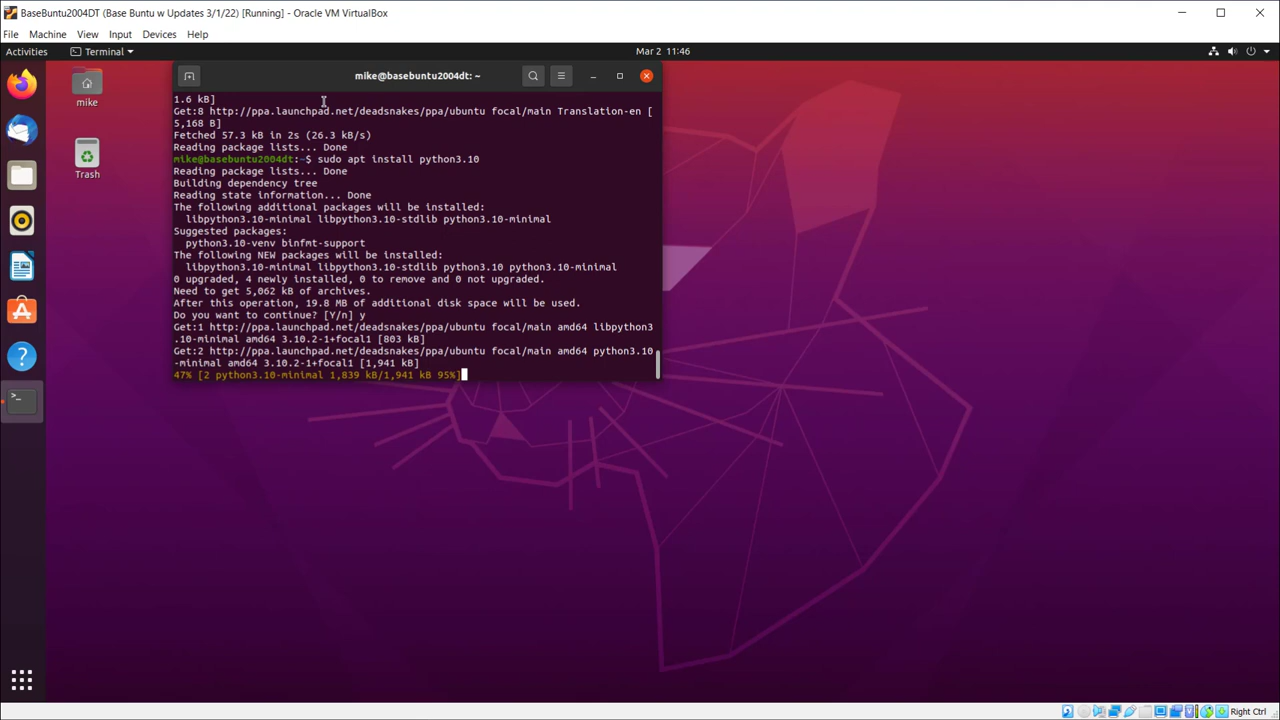 BaseBuntu2004DT (Base Buntu w Updates 3/1/22) [Running] - Oracle VM VirtualBox
File Machine View Input Devices Help
Activities Terminal Mar 2 11:46
mike@basebuntu2004dt: ~
mike
Trash
1.6 kB]
Get:8 http://ppa.launchpad.net/deadsnakes/ppa/ubuntu focal/main Translation-en [
5,168 B]
Fetched 57.3 kB in 2s (26.3 kB/s)
Reading package lists... Done
mike@basebuntu2004dt:~$ sudo apt install python3.10
Reading package lists... Done
Building dependency tree
Reading state information... Done
The following additional packages will be installed:
libpython3.10-minimal libpython3.10-stdlib python3.10-minimal
Suggested packages:
python3.10-venv binfmt-support
The following NEW packages will be installed:
libpython3.10-minimal libpython3.10-stdlib python3.10 python3.10-minimal
0 upgraded, 4 newly installed, 0 to remove and 0 not upgraded.
Need to get 5,062 kB of archives.
After this operation, 19.8 MB of additional disk space will be used.
Do you want to continue? [Y/n] y
Get:1 http://ppa.launchpad.net/deadsnakes/ppa/ubuntu focal/main amd64 libpython3
.10-minimal amd64 3.10.2-1+focal1 [803 kB]
Get:2 http://ppa.launchpad.net/deadsnakes/ppa/ubuntu focal/main amd64 python3.10
-minimal amd64 3.10.2-1+focal1 [1,941 kB]
47% [2 python3.10-minimal 1,839 kB/1,941 kB 95%]
Right Ctrl